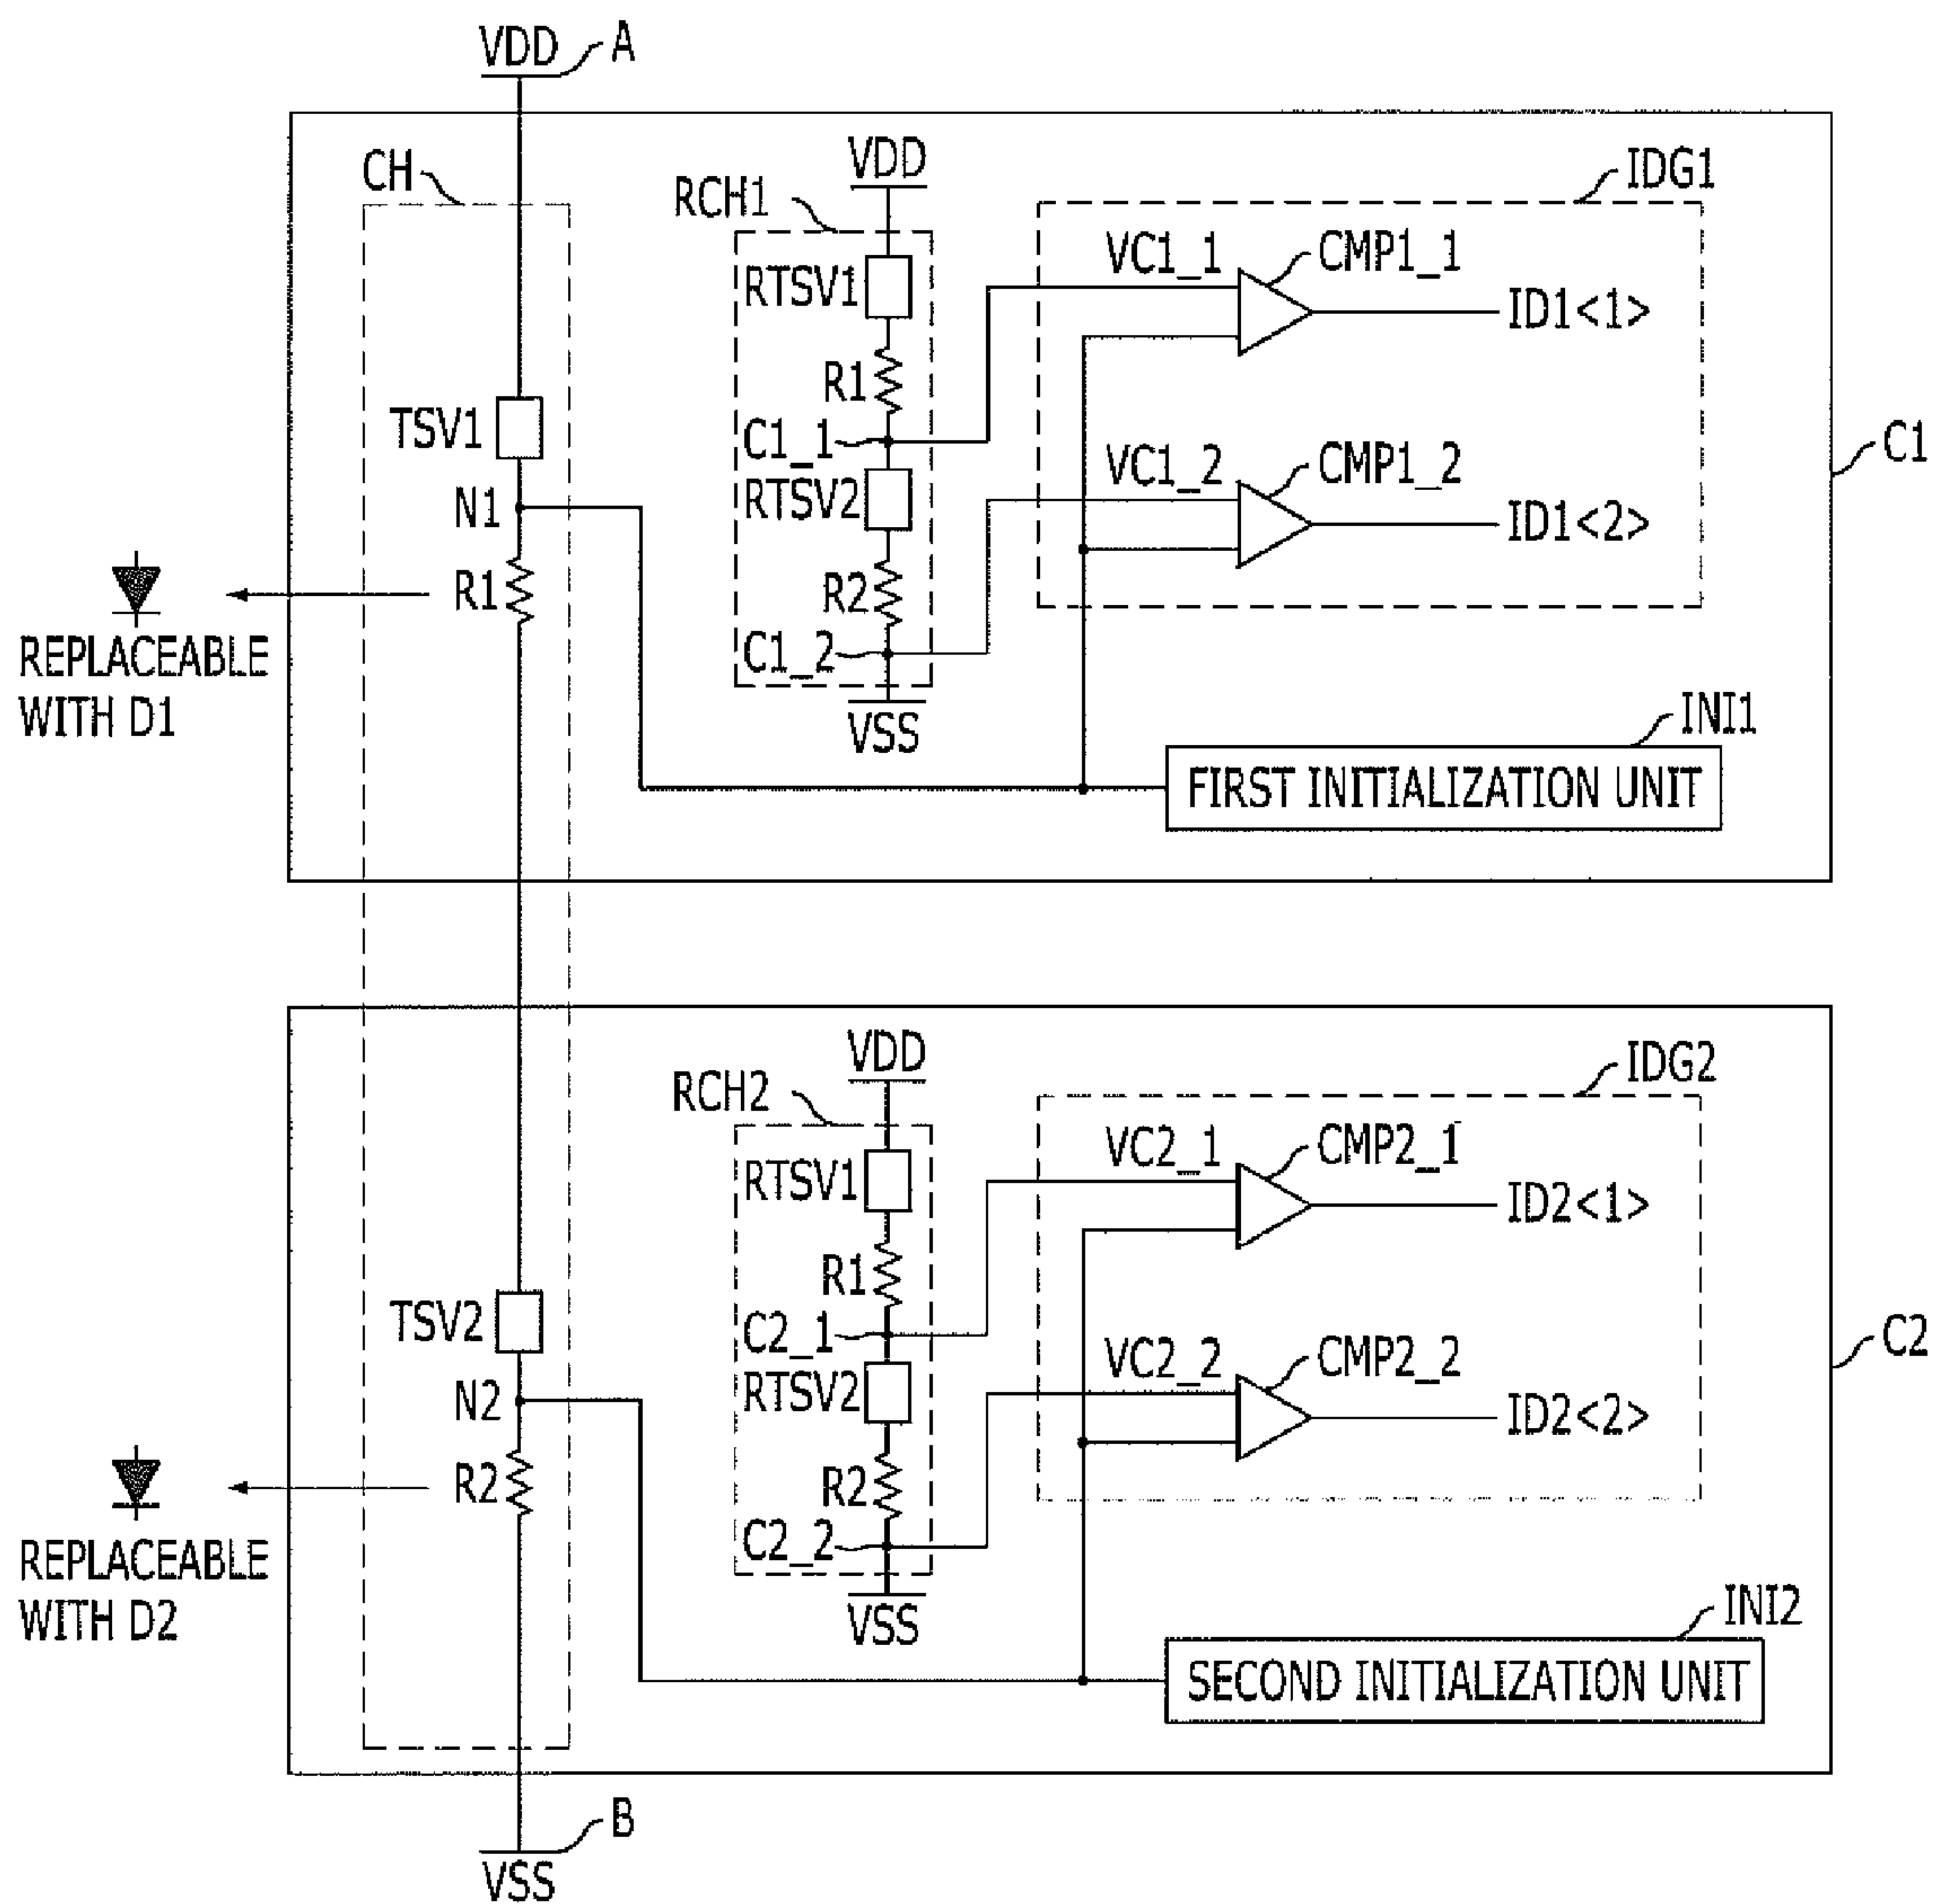 VDD
A
CH
RCH1
VDD
IDG1
RTSV1
VC1_1
CMP1_1
ID1<1>
R1
TSV1
C1_1
VC1_2
CMP1_2
C1
N1
RTSV2
ID1<2>
R1
R2
REPLACEABLE
WITH D1
C1_2
VSS
INI1
FIRST INITIALIZATION UNIT
VDD
RCH2
IDG2
RTSV1
VC2_1
CMP2_1
ID2<1>
R1
TSV2
C2_1
VC2_2
CMP2_2
C2
N2
RTSV2
ID2<2>
R2
R2
REPLACEABLE
WITH D2
C2_2
VSS
INI2
SECOND INITIALIZATION UNIT
B
VSS